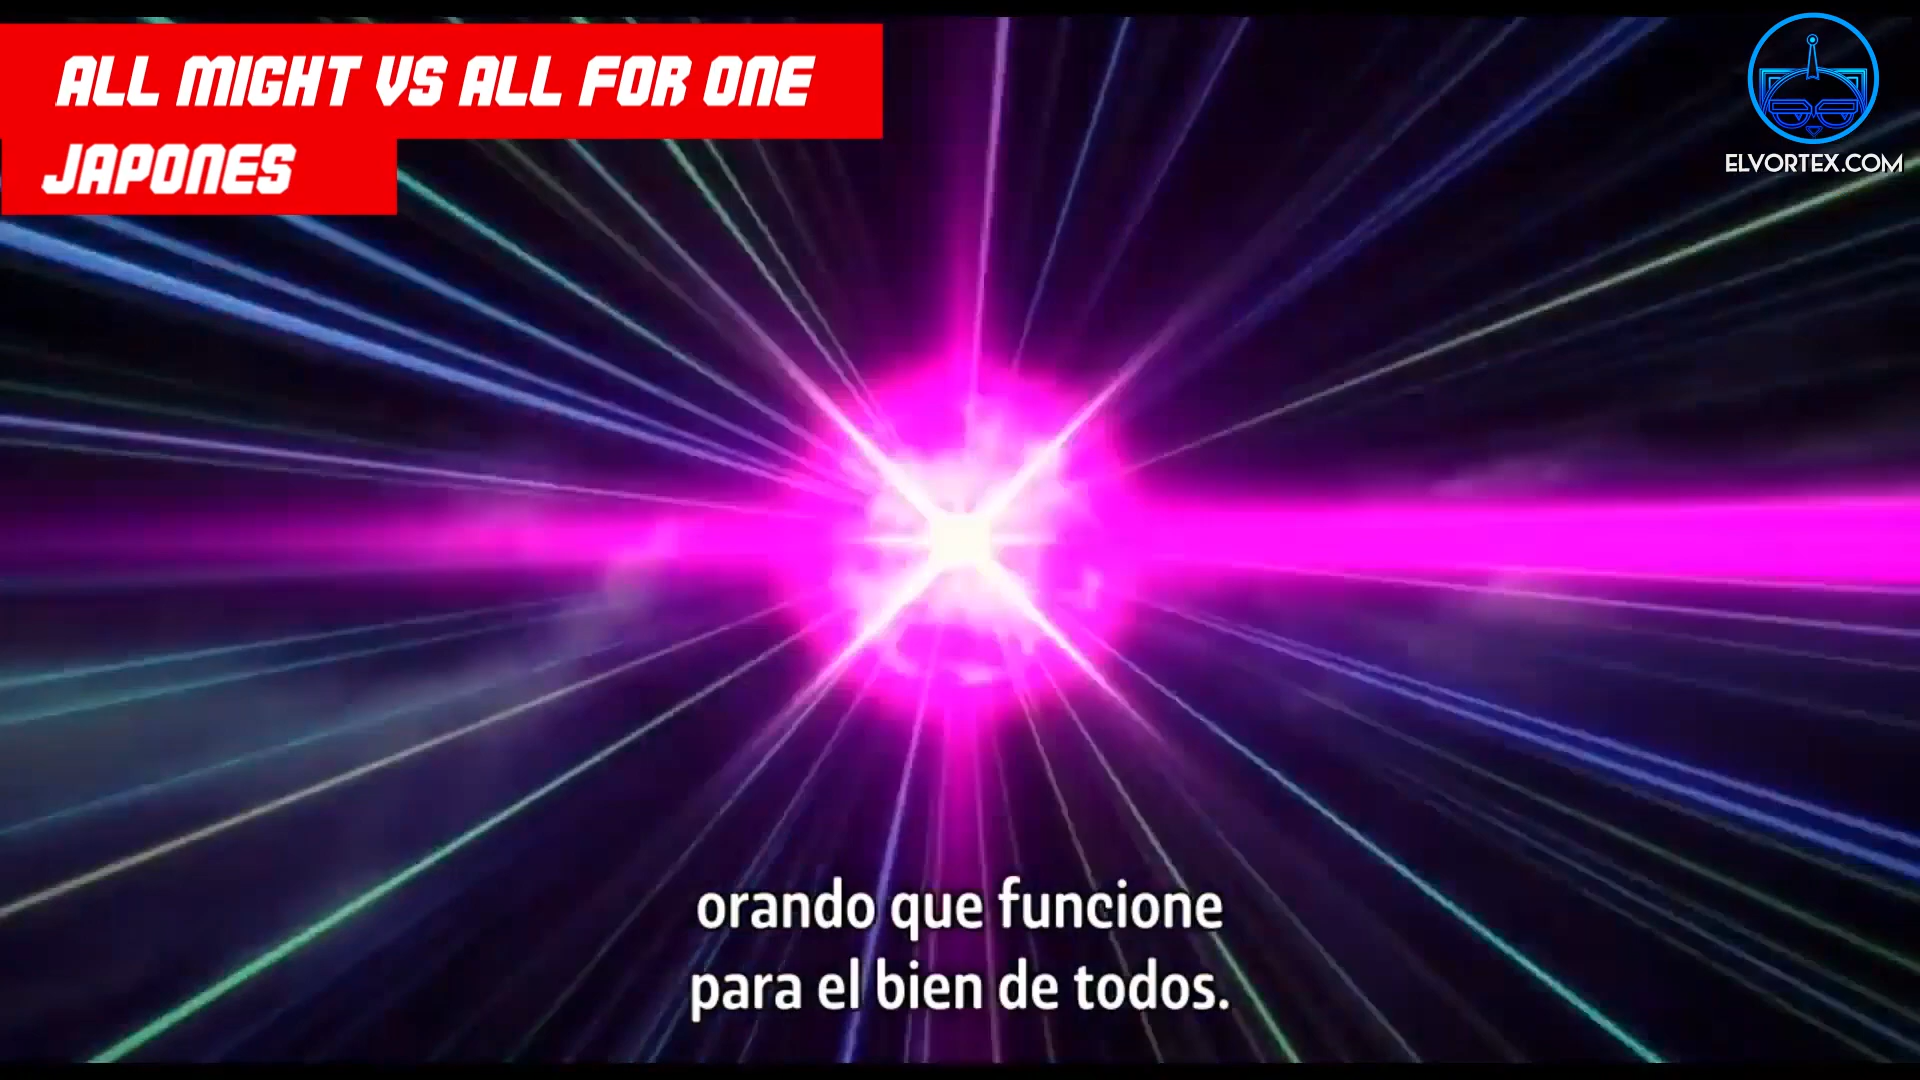 ALL MIGHT VS ALL FOR ONE
JAPONES
ELVORTEX.COM
orando que funcione
para el bien de todos.